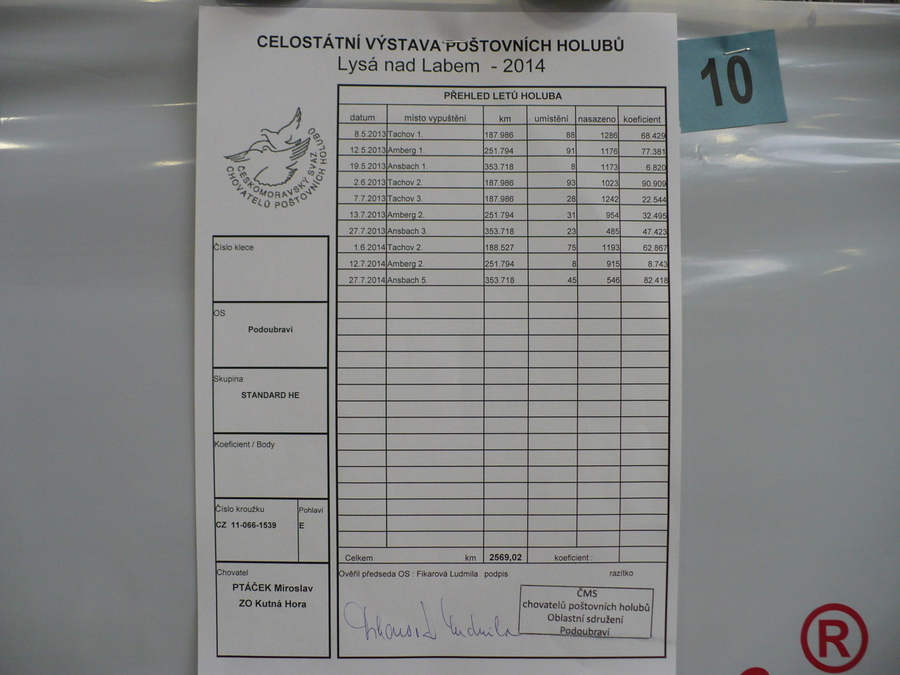 CELOSTÁTNÍ VÝSTAVA POŠTOVNÍCH HOLUBŮ
Lysá nad Labem - 2014
10
ČESKOMORAVSKÝ SVAZ
CHOVATELŮ POŠTOVNÍCH HOLUBŮ
PŘEHLED LETŮ HOLUBA
datum místo vypuštění km umístění nasazeno koeficient
8.5.2013 Tachov 1. 187.986 88 1286 68.429
12.5.2013 Amberg 1. 251.794 91 1176 77.381
19.5.2013 Ansbach 1. 353.718 8 1173 6.820
2.6.2013 Tachov 2. 187.986 93 1023 90.909
7.7.2013 Tachov 3. 187.986 28 1242 22.544
13.7.2013 Amberg 2. 251.794 31 954 32.495
27.7.2013 Ansbach 3. 353.718 23 485 47.423
1.6.2014 Tachov 2. 188.527 75 1193 62.867
12.7.2014 Amberg 2. 251.794 8 915 8.743
27.7.2014 Ansbach 5. 353.718 45 546 82.418
Celkem km 2569,02 koeficient :
Číslo klece
OS
Podoubraví
Skupina
STANDARD HE
Koeficient / Body
Číslo kroužku Pohlaví
CZ 11-066-1539 E
Chovatel
PTÁČEK Miroslav
ZO Kutná Hora
Ověřil předseda OS : Fikarová Ludmila podpis razítko
ČMS
chovatelů poštovních holubů
Oblastní sdružení
Podoubraví
®